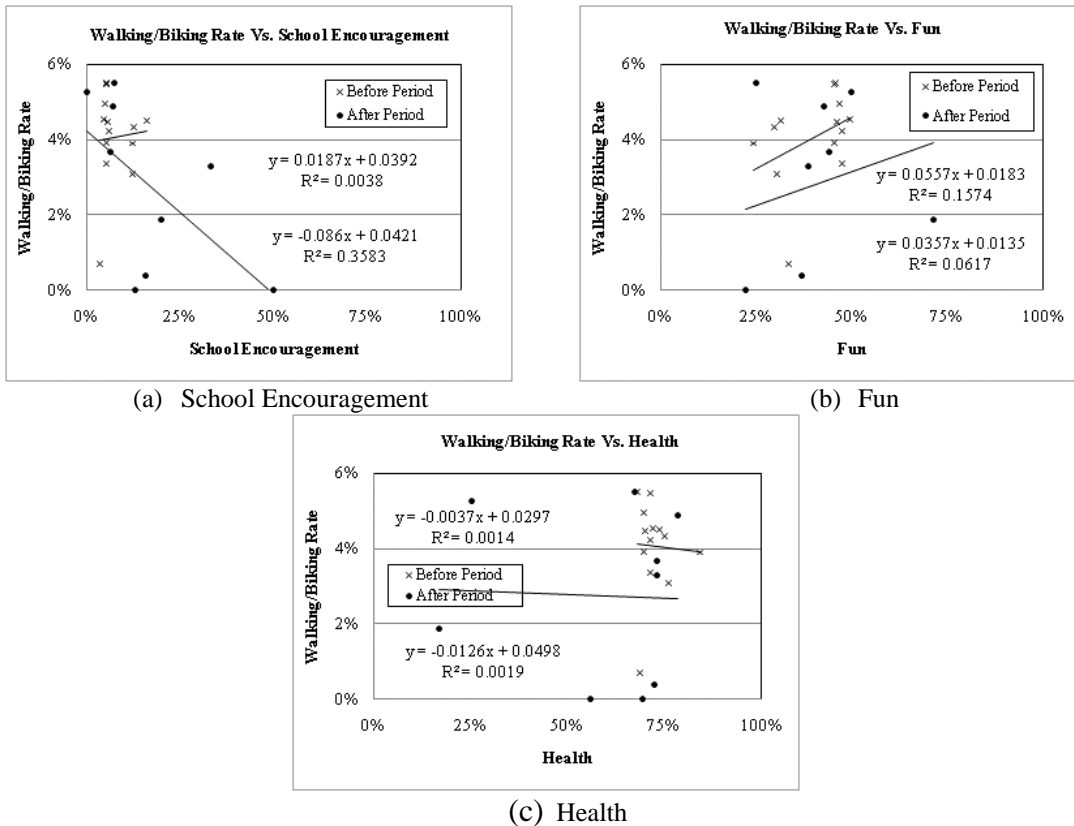 Walking/Biking Rate Vs. School Encouragement
Walking/Biking Rate
6%
4%
2%
0%
× Before Period
• After Period
y = 0.0187x + 0.0392
R² = 0.0038
y = -0.086x + 0.0421
R² = 0.3583
0% 25% 50% 75% 100%
School Encouragement
(a) School Encouragement
Walking/Biking Rate Vs. Fun
Walking/Biking Rate
6%
4%
2%
0%
× Before Period
• After Period
y = 0.0557x + 0.0183
R² = 0.1574
y = 0.0357x + 0.0135
R² = 0.0617
0% 25% 50% 75% 100%
Fun
(b) Fun
Walking/Biking Rate Vs. Health
Walking/Biking Rate
6%
4%
2%
0%
y = -0.0037x + 0.0297
R² = 0.0014
× Before Period
• After Period
y = -0.0126x + 0.0498
R² = 0.0019
0% 25% 50% 75% 100%
Health
(c) Health